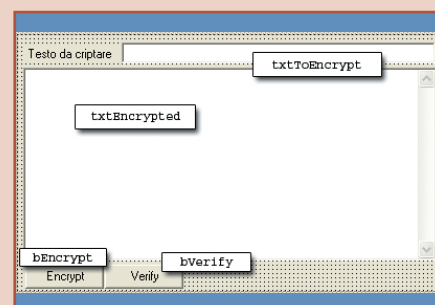 Testo da criptare
txtToEncrypt
txtEncrypted
bEncrypt
bVerify
Encrypt
Verify